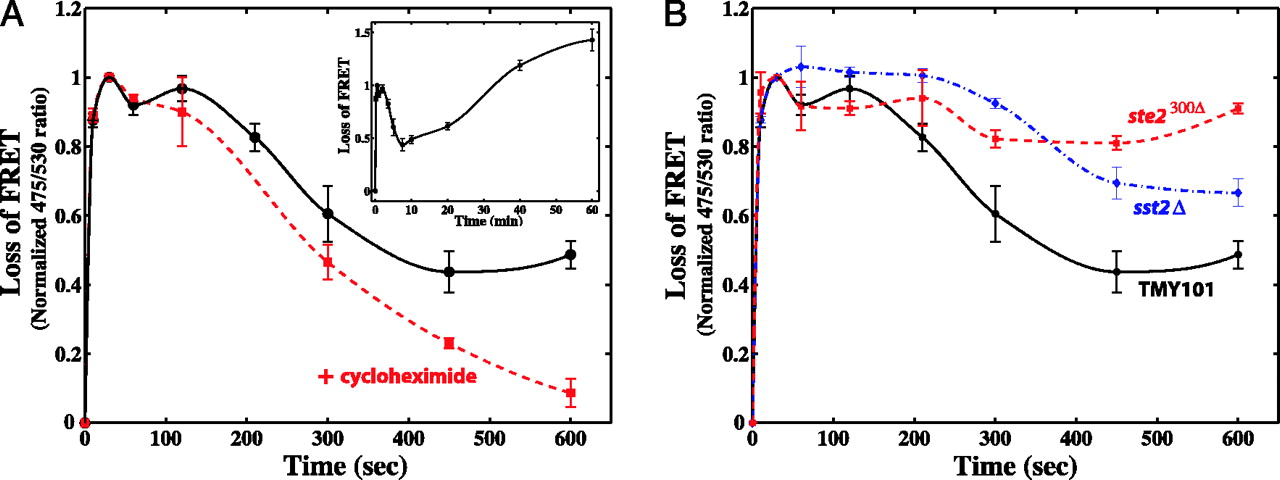 A
Loss of FRET
(Normalized 475/530 ratio)
1.2
1
0.8
0.6
0.4
0.2
0
0 100 200 300 400 500 600
Time (sec)
+ cycloheximide
Loss of FRET
1.5
1
0.5
0
0 10 20 30 40 50 60
Time (min)
B
Loss of FRET
(Normalized 475/530 ratio)
1.2
1
0.8
0.6
0.4
0.2
0
0 100 200 300 400 500 600
Time (sec)
ste2 300Δ
sst2 Δ
TMY101